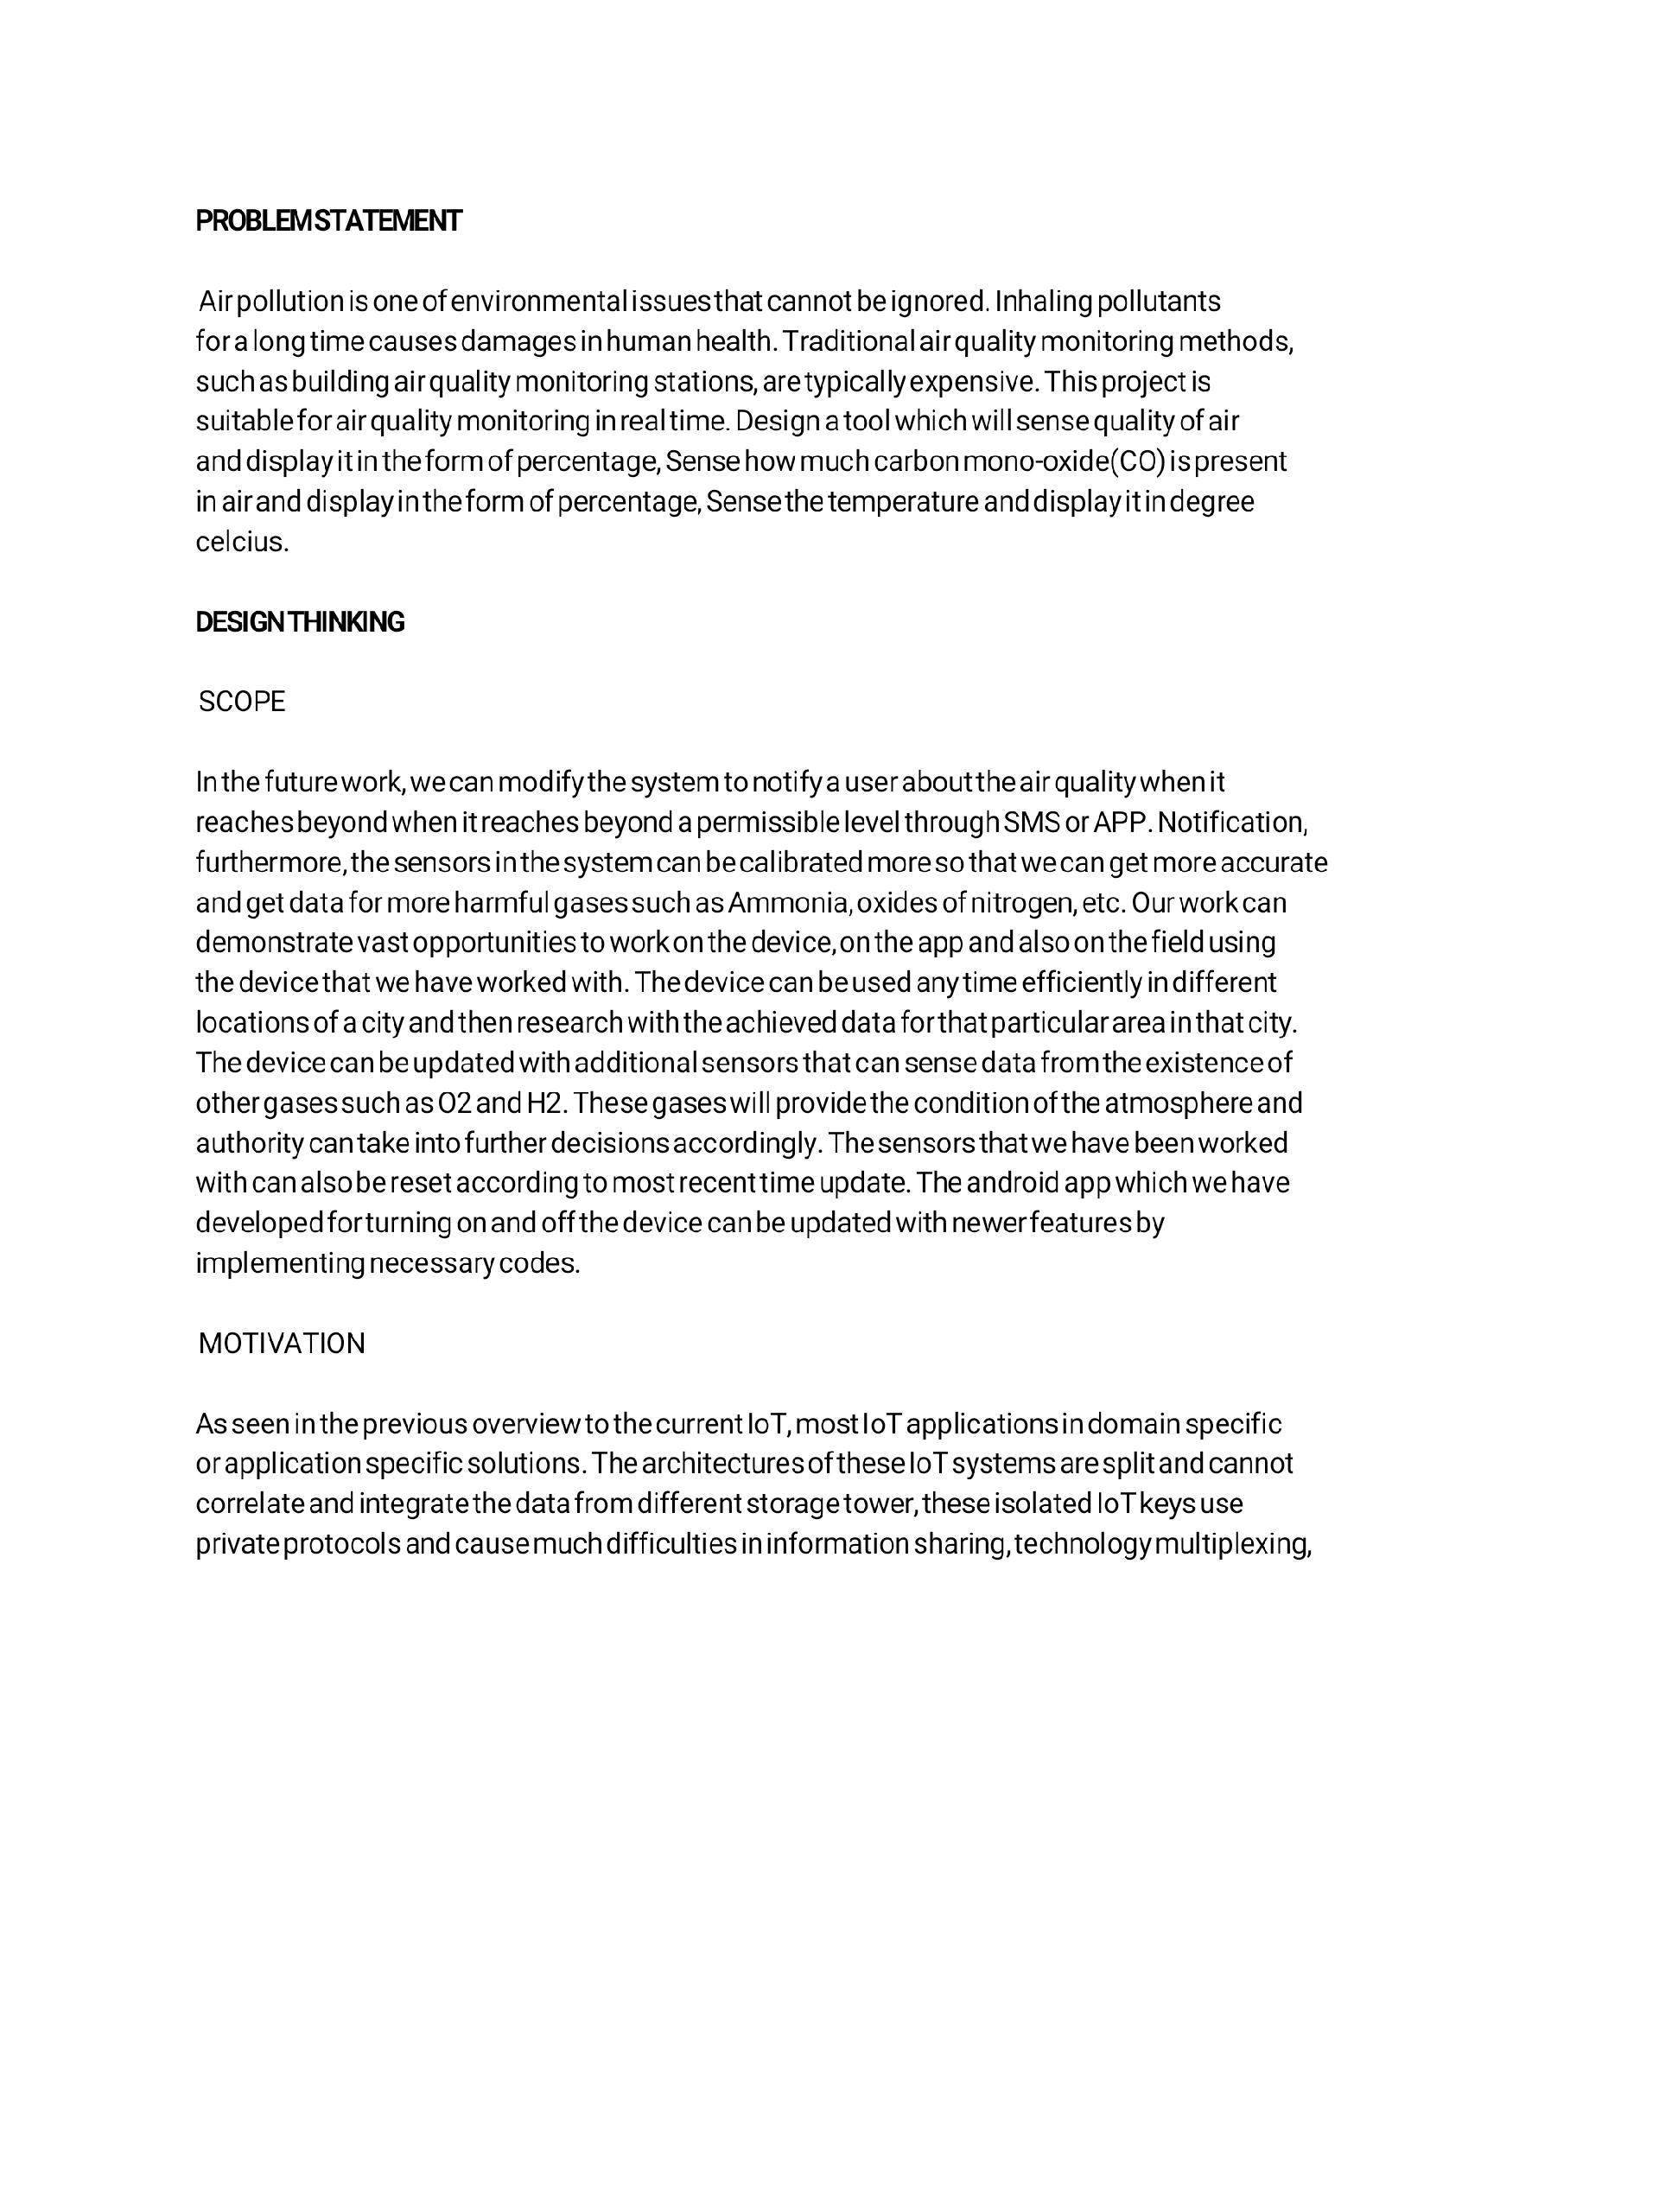 PROBLEM STATEMENT
Air pollution is one of environmental issues that cannot be ignored. Inhaling pollutants
for a long time causes damages in human health. Traditional air quality monitoring methods,
such as building air quality monitoring stations, are typically expensive. This project is
suitable for air quality monitoring in real time. Design a tool which will sense quality of air
and display it in the form of percentage, Sense how much carbon mono-oxide(CO) is present
in air and display in the form of percentage, Sense the temperature and display it in degree
celcius.
DESIGN THINKING
SCOPE
In the future work, we can modify the system to notify a user about the air quality when it
reaches beyond when it reaches beyond a permissible level through SMS or APP. Notification,
furthermore, the sensors in the system can be calibrated more so that we can get more accurate
and get data for more harmful gases such as Ammonia, oxides of nitrogen, etc. Our work can
demonstrate vast opportunities to work on the device, on the app and also on the field using
the device that we have worked with. The device can be used any time efficiently in different
locations of a city and then research with the achieved data for that particular area in that city.
The device can be updated with additional sensors that can sense data from the existence of
other gases such as O2 and H2. These gases will provide the condition of the atmosphere and
authority can take into further decisions accordingly. The sensors that we have been worked
with can also be reset according to most recent time update. The android app which we have
developed for turning on and off the device can be updated with newer features by
implementing necessary codes.
MOTIVATION
As seen in the previous overview to the current IoT, most IoT applications in domain specific
or application specific solutions. The architectures of these IoT systems are split and cannot
correlate and integrate the data from different storage tower, these isolated IoT keys use
private protocols and cause much difficulties in information sharing, technology multiplexing,